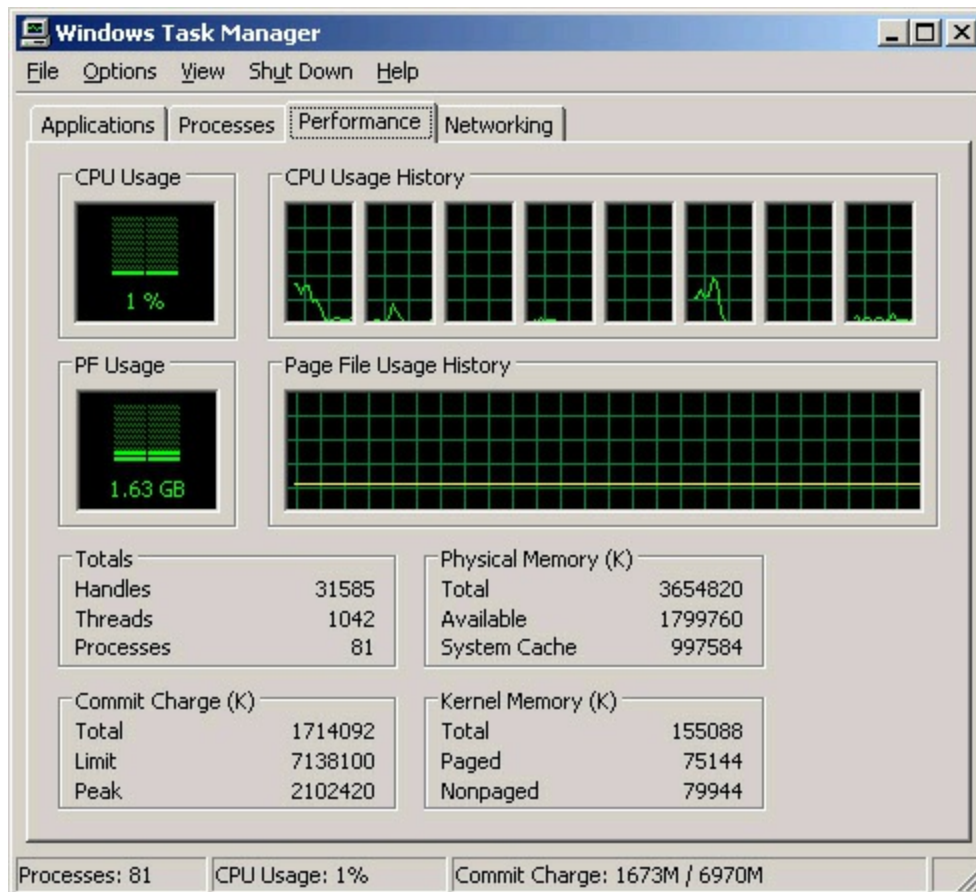 Windows Task Manager
File Options View Shut Down Help
Applications Processes Performance Networking
CPU Usage
CPU Usage History
1 %
PF Usage
Page File Usage History
1.63 GB
Totals
Handles 31585
Threads 1042
Processes 81
Physical Memory (K)
Total 3654820
Available 1799760
System Cache 997584
Commit Charge (K)
Total 1714092
Limit 7138100
Peak 2102420
Kernel Memory (K)
Total 155088
Paged 75144
Nonpaged 79944
Processes: 81 CPU Usage: 1% Commit Charge: 1673M / 6970M